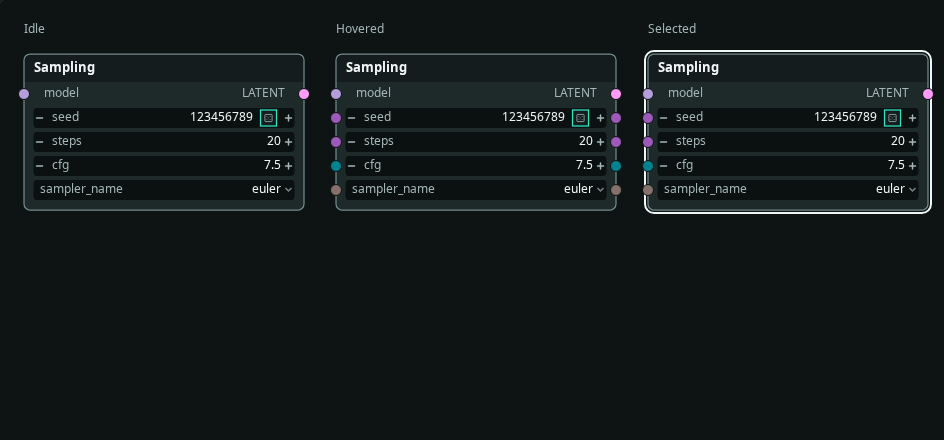 Idle
Sampling
model LATENT
− seed 123456789 +
− steps 20 +
− cfg 7.5 +
sampler_name euler
Hovered
Sampling
model LATENT
− seed 123456789 +
− steps 20 +
− cfg 7.5 +
sampler_name euler
Selected
Sampling
model LATENT
− seed 123456789 +
− steps 20 +
− cfg 7.5 +
sampler_name euler